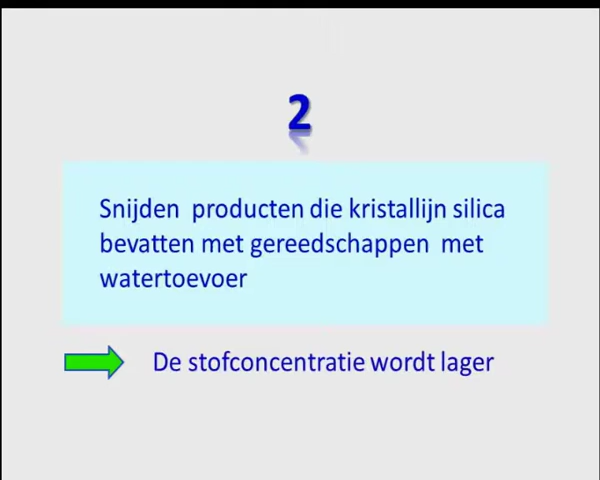 2
Snijden producten die kristallijn silica
bevatten met gereedschappen met
watertoevoer
De stofconcentratie wordt lager